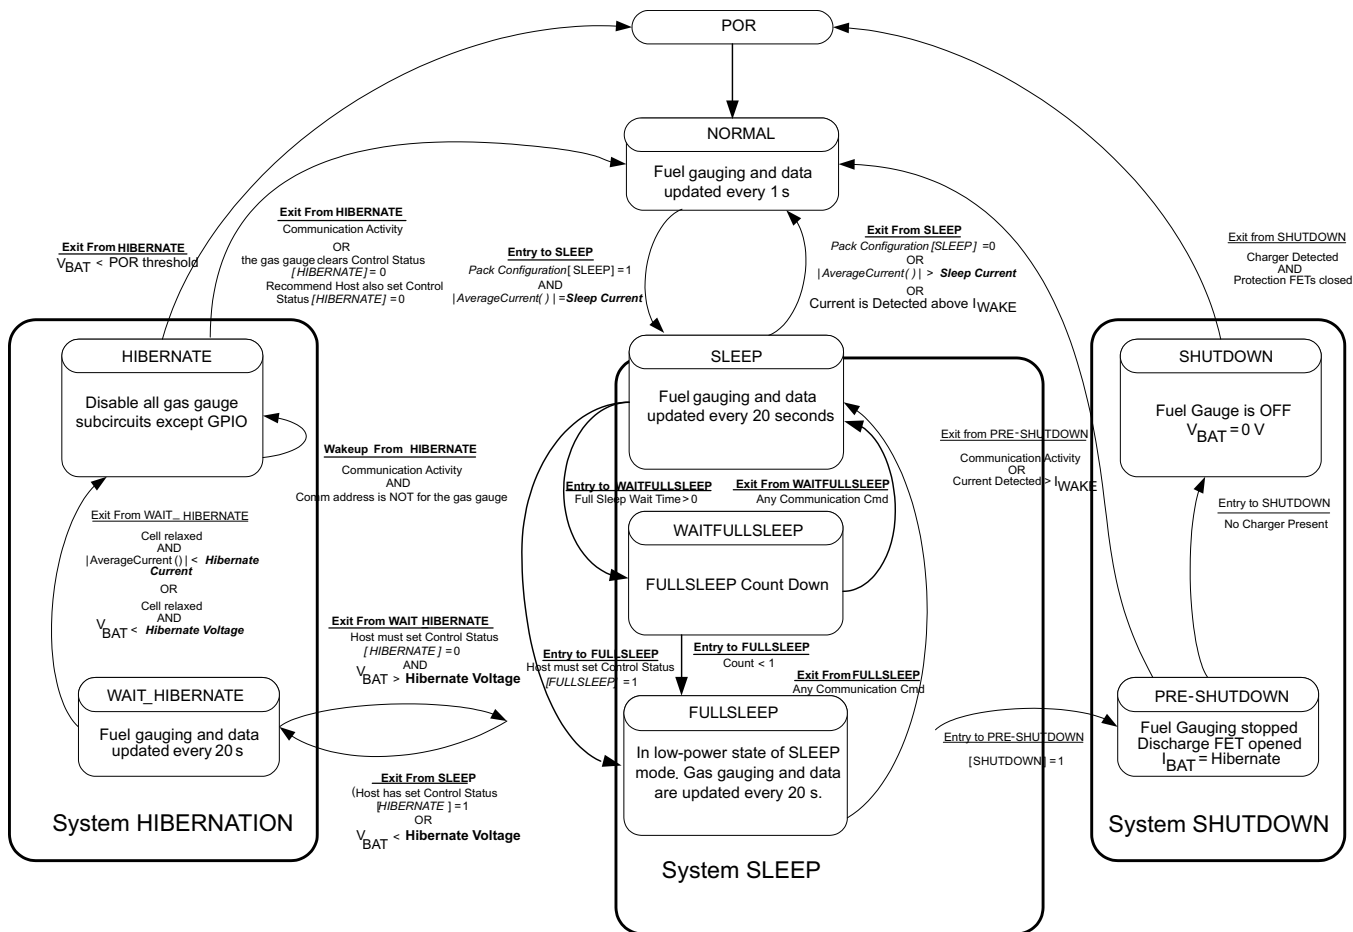 POR
NORMAL
Fuel gauging and data
updated every 1 s
Exit From HIBERNATE
V_BAT < POR threshold
Exit From HIBERNATE
Communication Activity
OR
the gas gauge clears Control Status
[HIBERNATE] = 0
Recommend Host also set Control
Status [HIBERNATE] = 0
Entry to SLEEP
Pack Configuration[ SLEEP] = 1
AND
|AverageCurrent( ) | = Sleep Current
Exit From SLEEP
Pack Configuration [SLEEP] = 0
OR
|AverageCurrent( ) | > Sleep Current
OR
Current is Detected above I_WAKE
Exit from SHUTDOWN
Charger Detected
AND
Protection FETs closed
HIBERNATE
Disable all gas gauge
subcircuits except GPIO
Wakeup From HIBERNATE
Communication Activity
AND
Comm address is NOT for the gas gauge
Exit From WAIT_HIBERNATE
Cell relaxed
AND
|AverageCurrent ()| < Hibernate
Current
OR
Cell relaxed
AND
V_BAT < Hibernate Voltage
WAIT_HIBERNATE
Fuel gauging and data
updated every 20 s
System HIBERNATION
Exit From WAIT_HIBERNATE
Host must set Control Status
[HIBERNATE] = 0
AND
V_BAT > Hibernate Voltage
Exit From SLEEP
(Host has set Control Status
[HIBERNATE ] = 1
OR
V_BAT < Hibernate Voltage
SLEEP
Fuel gauging and data
updated every 20 seconds
Entry to WAITFULLSLEEP
Full Sleep Wait Time > 0
Exit From WAITFULLSLEEP
Any Communication Cmd
WAITFULLSLEEP
FULLSLEEP Count Down
Entry to FULLSLEEP
Count < 1
Entry to FULLSLEEP
Host must set Control Status
[FULLSLEEP] = 1
Exit From FULLSLEEP
Any Communication Cmd
FULLSLEEP
In low-power state of SLEEP
mode. Gas gauging and data
are updated every 20 s.
System SLEEP
Exit from PRE-SHUTDOWN
Communication Activity
OR
Current Detected > I_WAKE
SHUTDOWN
Fuel Gauge is OFF
V_BAT = 0 V
Entry to SHUTDOWN
No Charger Present
Entry to PRE-SHUTDOWN
[SHUTDOWN] = 1
PRE-SHUTDOWN
Fuel Gauging stopped
Discharge FET opened
I_BAT = Hibernate
System SHUTDOWN